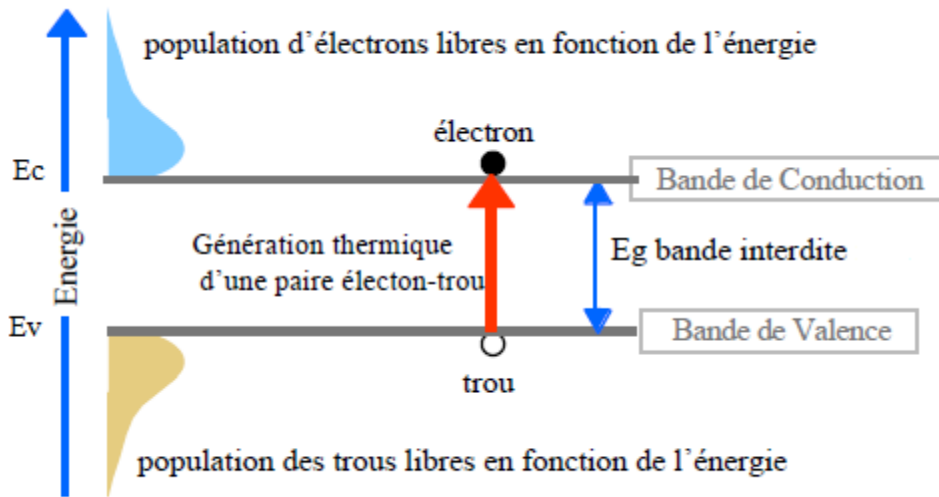 population d'électrons libres en fonction de l'énergie
électron
Ec
Bande de Conduction
Génération thermique
d'une paire électon-trou
Eg bande interdite
Energie
Ev
Bande de Valence
trou
population des trous libres en fonction de l'énergie